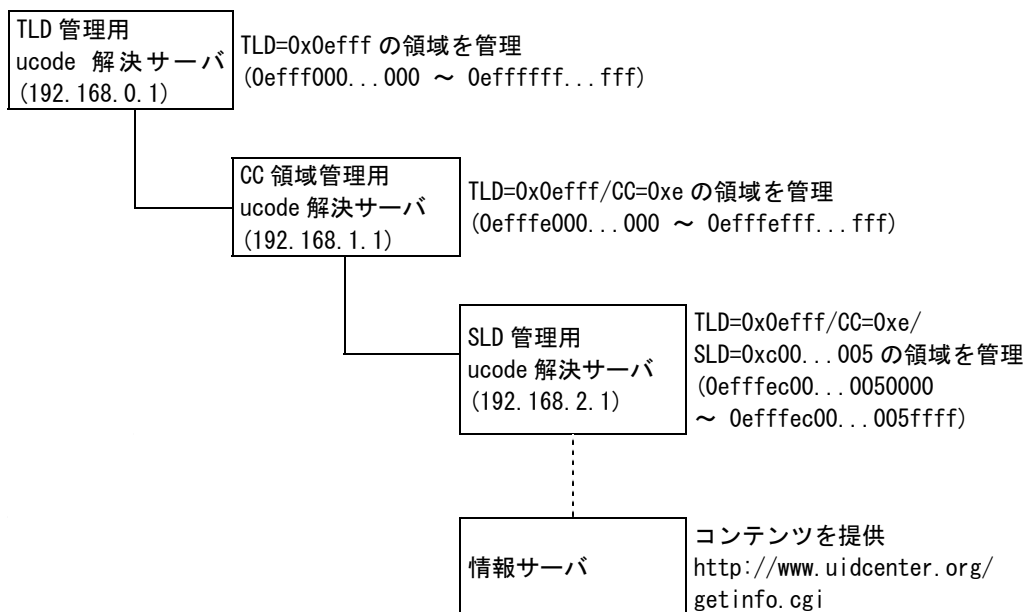 TLD 管理用
ucode 解決サーバ
(192.168.0.1)
TLD=0x0efff の領域を管理
(0efff000...000 ～ 0effffff...fff)
CC 領域管理用
ucode 解決サーバ
(192.168.1.1)
TLD=0x0efff/CC=0xe の領域を管理
(0efffe000...000 ～ 0efffefff...fff)
SLD 管理用
ucode 解決サーバ
(192.168.2.1)
TLD=0x0efff/CC=0xe/
SLD=0xc00...005 の領域を管理
(0efffec00...0050000
～ 0efffec00...005ffff)
情報サーバ
コンテンツを提供
http://www.uidcenter.org/
getinfo.cgi